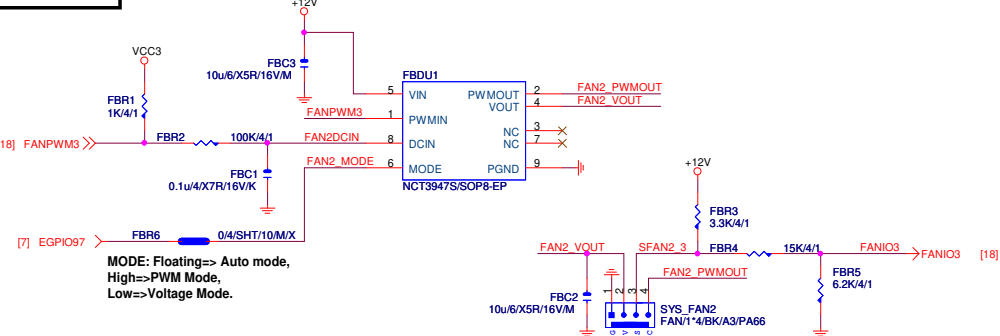 +12V
VCC3
FBC3
10u/6/X5R/16V/M
FBDU1
FBR1
1K/4/1
5 VIN
PWMOUT 2 FAN2_PWMOUT
VOUT 4 FAN2_VOUT
FANPWM3 1 PWMIN
NC 3
18] FANPWM3
FBR2 100K/4/1 FAN2DCIN 8 DCIN
NC 7
FAN2_MODE 6 MODE
PGND 9
FBC1
0.1u/4/X7R/16V/K
NCT3947S/SOP8-EP
+12V
FBR3
3.3K/4/1
[7] EGPIO97 FBR6 0/4/SHT/10/M/X
FAN2_VOUT SFAN2_3 FBR4 15K/4/1 FANIO3 FANIO3 [18]
MODE: Floating=> Auto mode,
High=>PWM Mode,
Low=>Voltage Mode.
FAN2_PWMOUT
FBR5
6.2K/4/1
1 2 3 4
FBC2
10u/6/X5R/16V/M
SYS_FAN2
FAN/1*4/BK/A3/PA66
G V S C